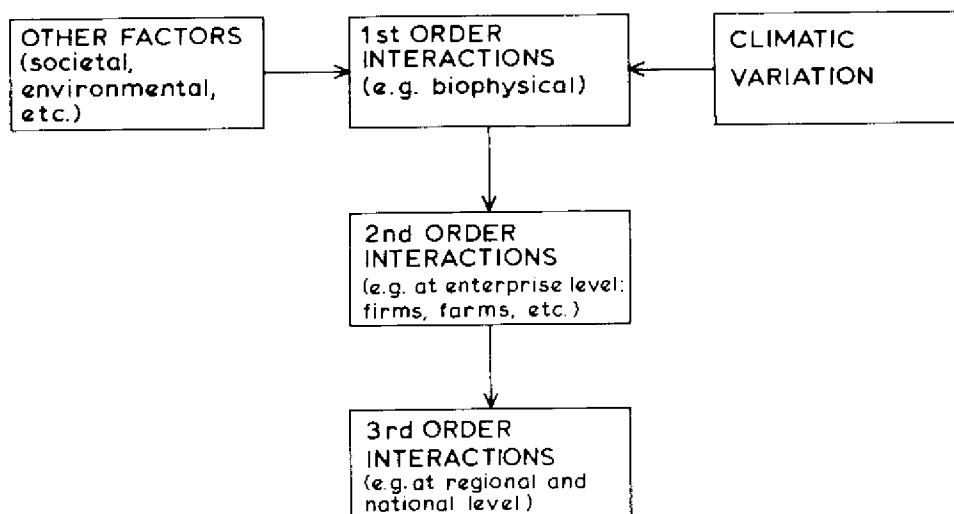 OTHER FACTORS
(societal,
environmental,
etc.)
1st ORDER
INTERACTIONS
(e.g. biophysical)
CLIMATIC
VARIATION
2nd ORDER
INTERACTIONS
(e.g. at enterprise level:
firms, farms, etc.)
3rd ORDER
INTERACTIONS
(e.g. at regional and
national level)